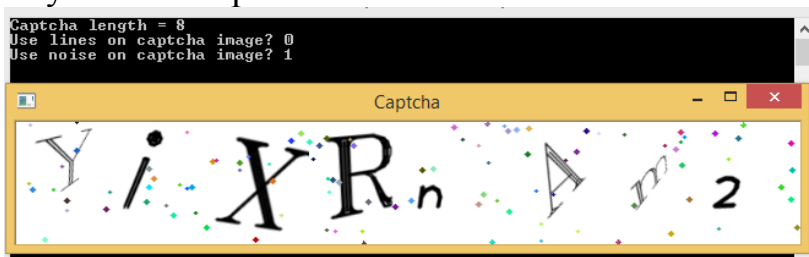 Captcha length = 8
Use lines on captcha image? 0
Use noise on captcha image? 1
Captcha
YiXRnAm2